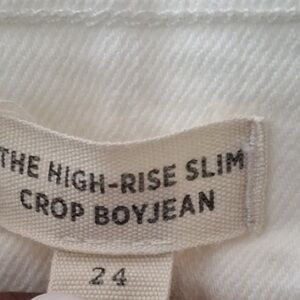 THE HIGH-RISE SLIM
CROP BOYJEAN
24